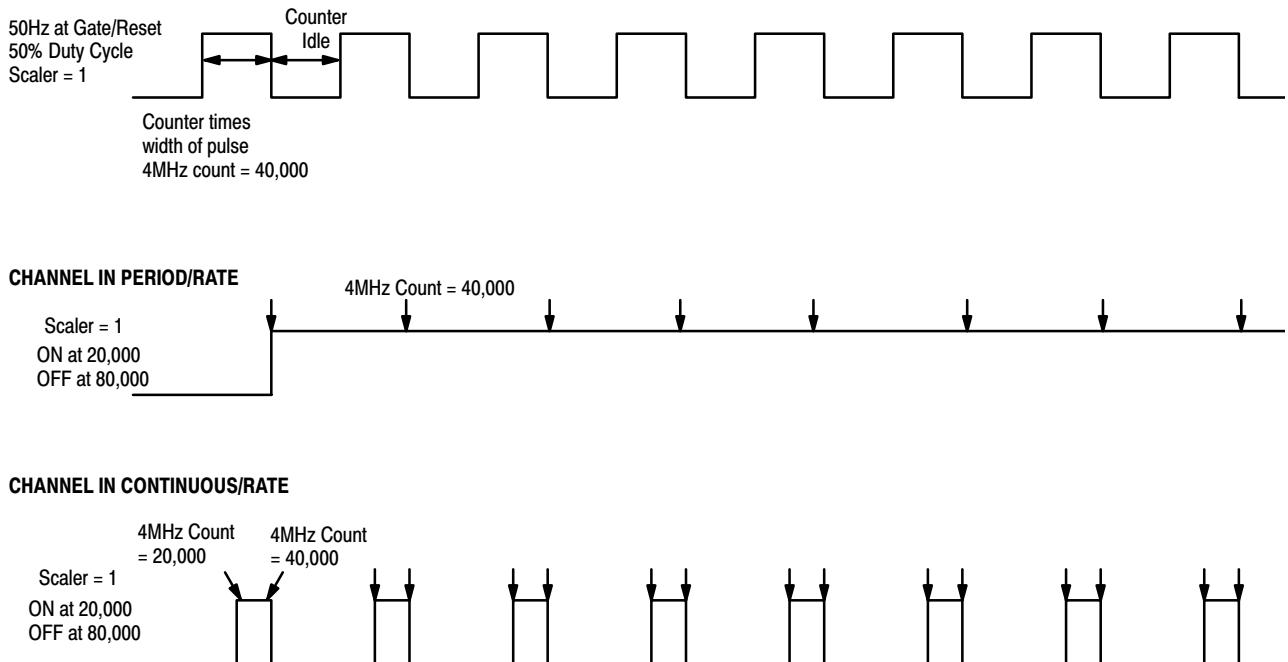 50Hz at Gate/Reset
50% Duty Cycle
Scaler = 1
Counter
Idle
Counter times
width of pulse
4MHz count = 40,000
CHANNEL IN PERIOD/RATE
4MHz Count = 40,000
Scaler = 1
ON at 20,000
OFF at 80,000
CHANNEL IN CONTINUOUS/RATE
4MHz Count
= 20,000
4MHz Count
= 40,000
Scaler = 1
ON at 20,000
OFF at 80,000